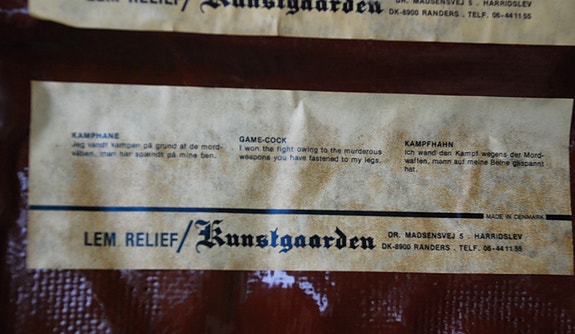 LEM RELIEF/Kunstgaarden DR. MADSENSVEJ 5 . HARRIDSLEV
DK-8900 RANDERS . TELF. 06-441155
KAMPHANE
Jeg vandt kampen på grund af de mord-
våben, man har spændt på mine ben.
GAME-COCK
I won the fight owing to the murderous
weapons you have fastened to my legs.
KAMPFHAHN
Ich wand den Kampf wegens der Mord-
waffen, mann auf meine Beine gespannt
hat.
MADE IN DENMARK
LEM RELIEF/Kunstgaarden DR. MADSENSVEJ 5 . HARRIDSLEV
DK-8900 RANDERS . TELF. 06-441155